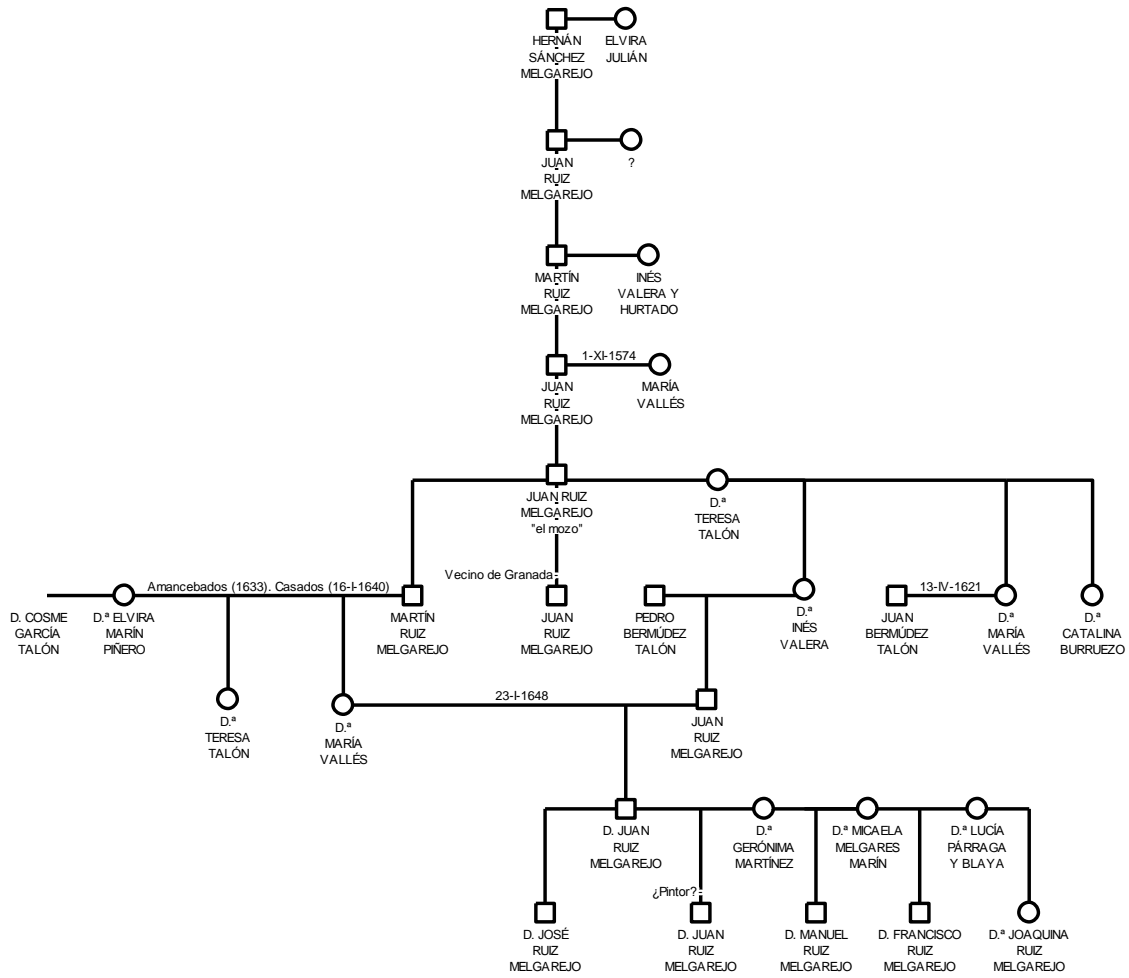 HERNÁN
SÁNCHEZ
MELGAREJO
ELVIRA
JULIÁN
JUAN
RUIZ
MELGAREJO
?
MARTÍN
RUIZ
MELGAREJO
INÉS
VALERA Y
HURTADO
1-XI-1574
JUAN
RUIZ
MELGAREJO
MARÍA
VALLÉS
JUAN RUIZ
MELGAREJO
"el mozo"
D.ª
TERESA
TALÓN
Amancebados (1633). Casados (16-I-1640)
Vecino de Granada
13-IV-1621
D. COSME
GARCÍA
TALÓN
D.ª ELVIRA
MARÍN
PIÑERO
MARTÍN
RUIZ
MELGAREJO
JUAN
RUIZ
MELGAREJO
PEDRO
BERMÚDEZ
TALÓN
D.ª
INÉS
VALERA
JUAN
BERMÚDEZ
TALÓN
D.ª
MARÍA
VALLÉS
D.ª
CATALINA
BURRUEZO
23-I-1648
D.ª
TERESA
TALÓN
D.ª
MARÍA
VALLÉS
JUAN
RUIZ
MELGAREJO
D. JUAN
RUIZ
MELGAREJO
D.ª
GERÓNIMA
MARTÍNEZ
D.ª MICAELA
MELGARES
MARÍN
D.ª LUCÍA
PÁRRAGA
Y BLAYA
¿Pintor?
D. JOSÉ
RUIZ
MELGAREJO
D. JUAN
RUIZ
MELGAREJO
D. MANUEL
RUIZ
MELGAREJO
D. FRANCISCO
RUIZ
MELGAREJO
D.ª JOAQUINA
RUIZ
MELGAREJO